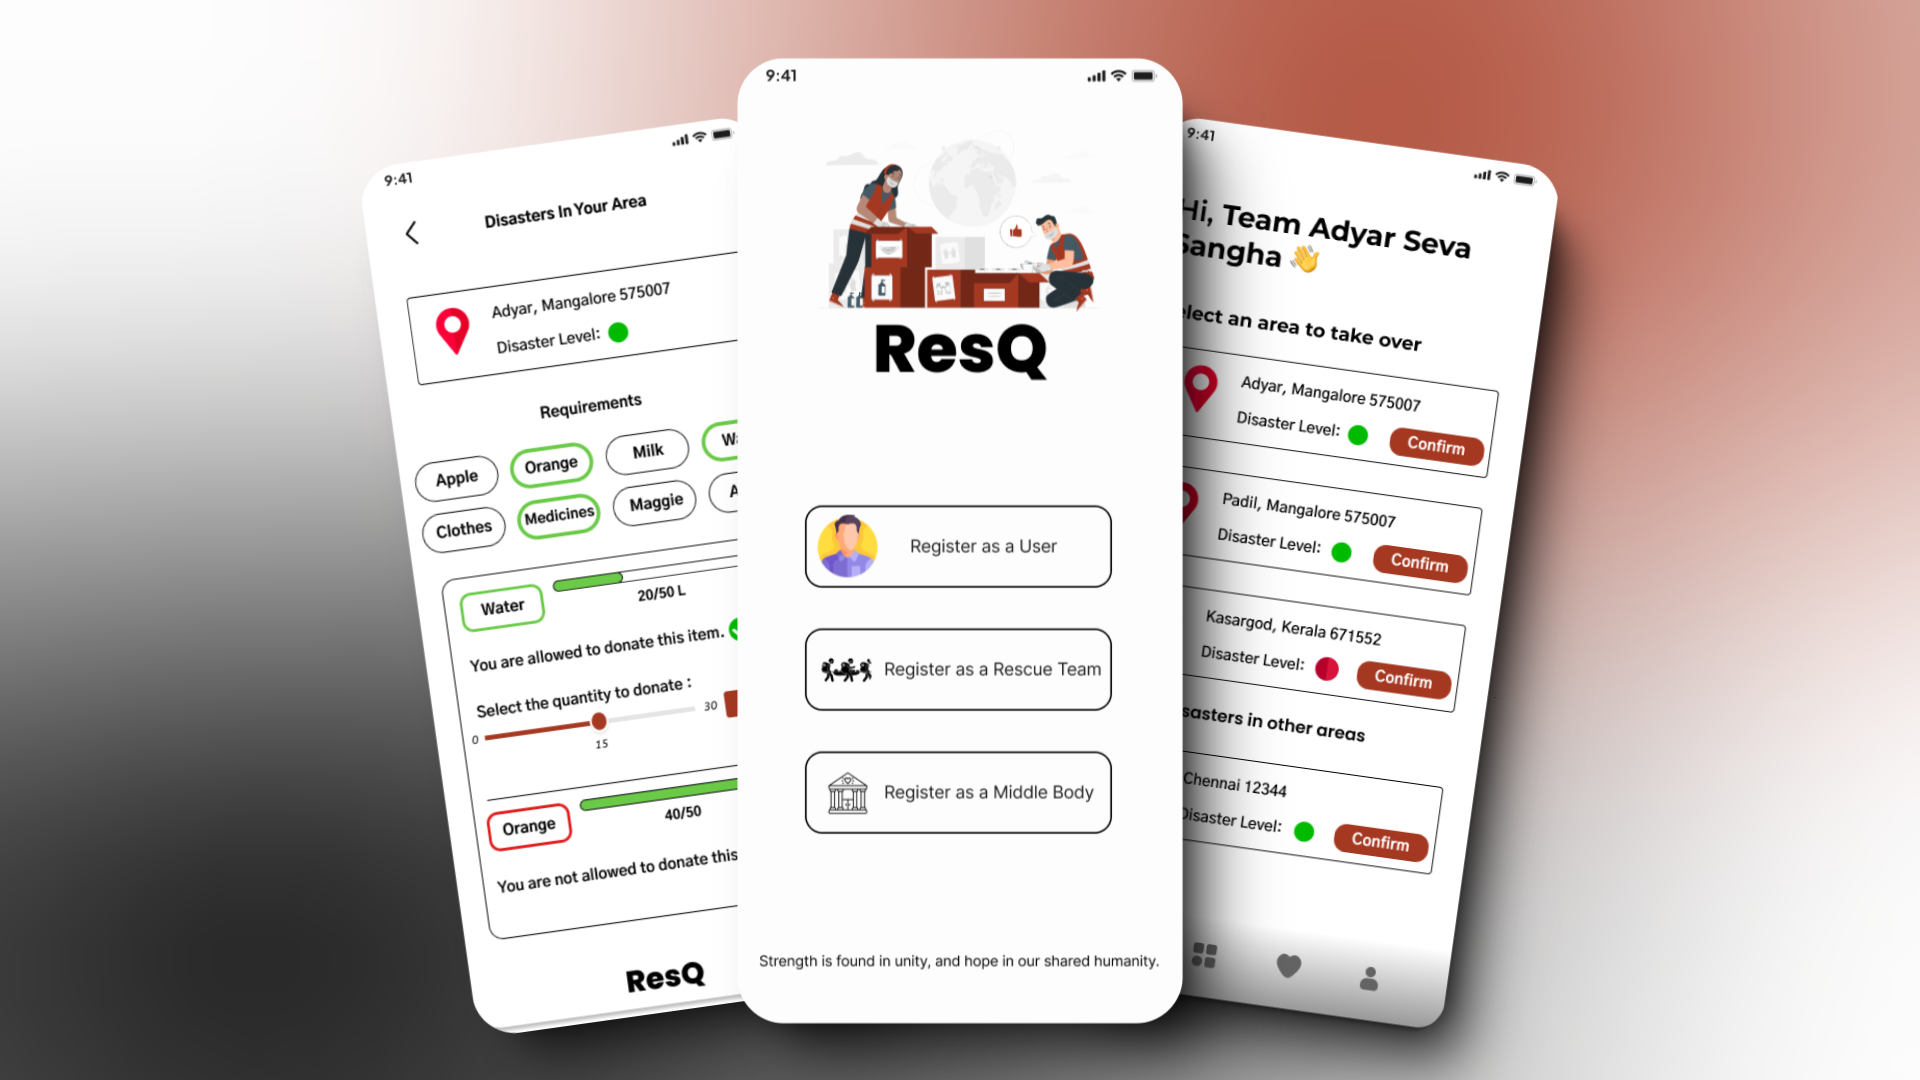 9:41
Disasters In Your Area
Adyar, Mangalore 575007
Disaster Level:
Requirements
Apple
Orange
Milk
Clothes
Medicines
Maggie
Water
20/50 L
You are allowed to donate this item.
Select the quantity to donate :
0
15
30
Orange
40/50
You are not allowed to donate this
ResQ
9:41
ResQ
Register as a User
Register as a Rescue Team
Register as a Middle Body
Strength is found in unity, and hope in our shared humanity.
9:41
Hi, Team Adyar Seva
Sangha 👋
elect an area to take over
Adyar, Mangalore 575007
Disaster Level:
Confirm
Padil, Mangalore 575007
Disaster Level:
Confirm
Kasargod, Kerala 671552
Disaster Level:
Confirm
sasters in other areas
Chennai 12344
Disaster Level:
Confirm